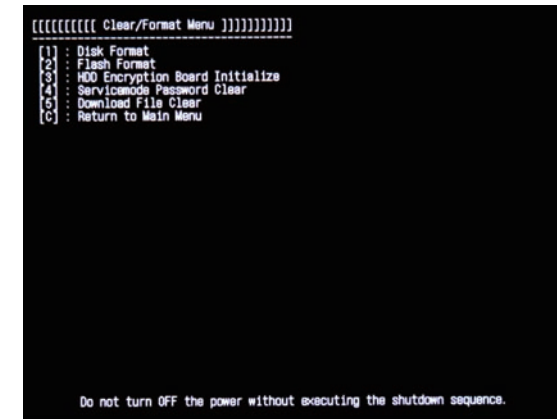 [[[[[[[[[[ Clear/Format Menu ]]]]]]]]]]]
[1] : Disk Format
[2] : Flash Format
[3] : HDD Encryption Board Initialize
[4] : Servicemode Password Clear
[5] : Download File Clear
[C] : Return to Main Menu
Do not turn OFF the power without executing the shutdown sequence.